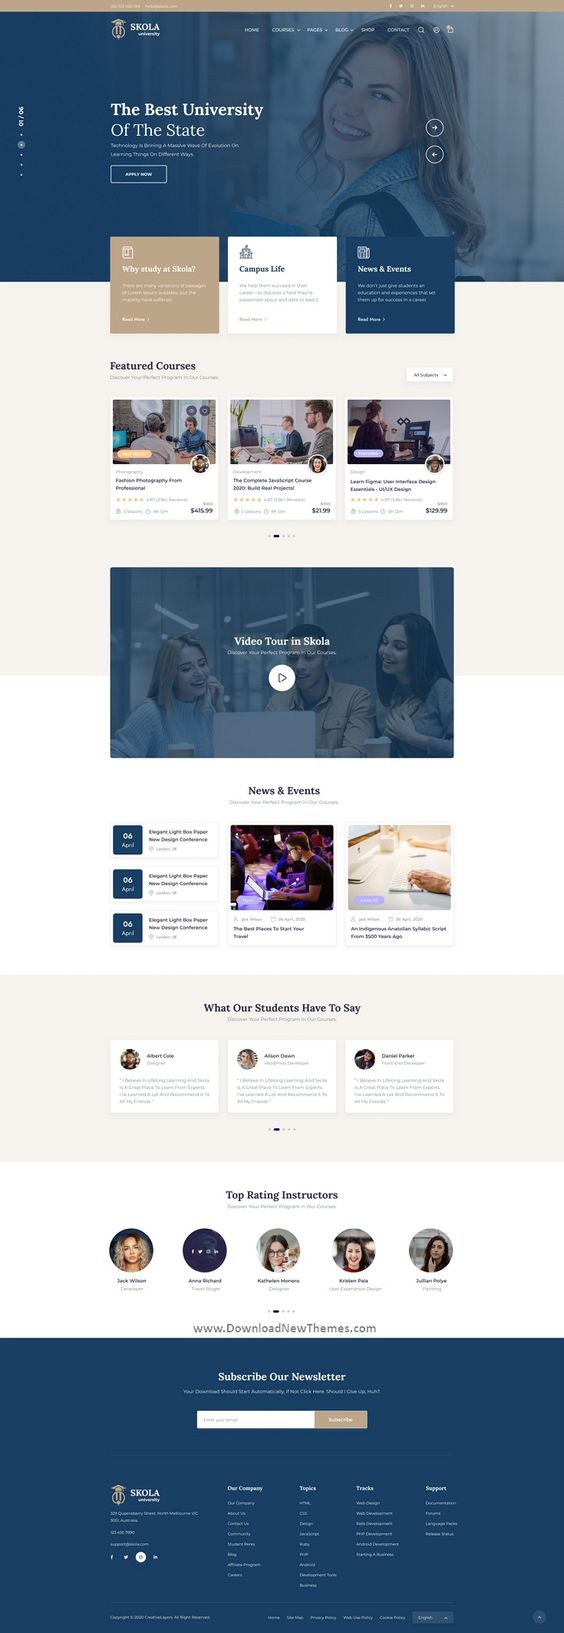 (00) 123 456 789
hello@skola.com
English
SKOLA
university
HOME
COURSES
PAGES
BLOG
SHOP
CONTACT
01 / 06
The Best University
Of The State
Technology Is Brining A Massive Wave Of Evolution On
Learning Things On Different Ways.
APPLY NOW
Why study at Skola?
There are many variations of passages
of Lorem Ipsum available, but the
majority have suffered
Read More
Campus Life
We help them succeed in their
career—to discover a field they're
passionate about and dare to lead it
Read More
News & Events
We don't just give students an
education and experiences that set
them up for success in a career.
Read More
Featured Courses
Discover Your Perfect Program In Our Courses.
All Subjects
BEST SELLER
Photography
Fashion Photography From
Professional
4.87 (3.8k+ Reviews)
5 Lessons
6h 12m
$415.99
Development
The Complete JavaScript Course
2020: Build Real Projects!
4.87 (3.8k+ Reviews)
5 Lessons
6h 12m
$21.99
FEATURED
Design
Learn Figma: User Interface Design
Essentials - UI/UX Design
4.87 (3.8k+ Reviews)
5 Lessons
6h 12m
$129.99
Video Tour in Skola
Discover Your Perfect Program In Our Courses.
News & Events
Discover Your Perfect Program In Our Courses.
06
April
Elegant Light Box Paper
New Design Conference
London, UK
06
April
Elegant Light Box Paper
New Design Conference
London, UK
06
April
Elegant Light Box Paper
New Design Conference
London, UK
Jack Wilson
06 April, 2020
The Best Places To Start Your
Travel
Jack Wilson
06 April, 2020
An Indigenous Anatolian Syllabic Script
From 3500 Years Ago
What Our Students Have To Say
Discover Your Perfect Program In Our Courses.
Albert Cole
Designer
" I Believe In Lifelong Learning And Skola
Is A Great Place To Learn From Experts.
I've Learned A Lot And Recommend It To
All My Friends "
Alison Dawn
WordPress Developer
" I Believe In Lifelong Learning And Skola
Is A Great Place To Learn From Experts.
I've Learned A Lot And Recommend It To
All My Friends "
Daniel Parker
Front-End Developer
" I Believe In Lifelong Learning And Skola
Is A Great Place To Learn From Experts.
I've Learned A Lot And Recommend It To
All My Friends "
Top Rating Instructors
Discover Your Perfect Program In Our Courses.
Jack Wilson
Developer
Anna Richard
Travel Bloger
Kathelen Monero
Designer
Kristen Pala
User Experience Design
Jullian Polye
Painting
www.DownloadNewThemes.com
Subscribe Our Newsletter
Your Download Should Start Automatically, If Not Click Here. Should I Give Up, Huh?.
Enter your email
Subscribe
SKOLA
university
329 Queensberry Street, North Melbourne VIC
3051, Australia.
123 456 7890
support@skola.com
Our Company
Our Company
About Us
Contact Us
Community
Student Perks
Blog
Affiliate Program
Careers
Topics
HTML
CSS
Design
JavaScript
Ruby
PHP
Android
Development Tools
Business
Tracks
Web Design
Web Development
Rails Development
PHP Development
Android Development
Starting A Business
Support
Documentation
Forums
Language Packs
Release Status
Copyright © 2020 CreativeLayers. All Right Reserved.
Home
Site Map
Privacy Policy
Web Use Policy
Cookie Policy
English